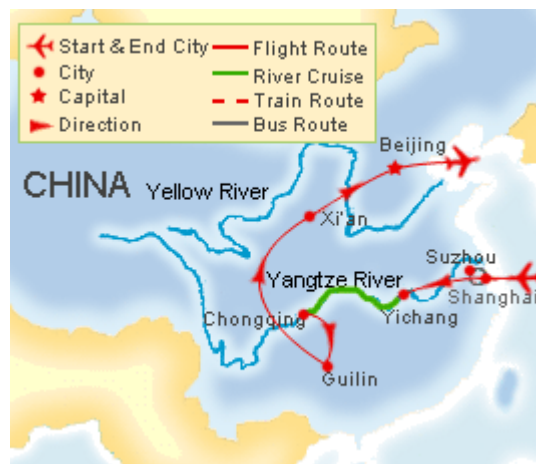 Start & End City
City
Capital
Direction
Flight Route
River Cruise
Train Route
Bus Route
Beijing
CHINA
Yellow River
Xi'an
Suzhou
Yangtze River
Shanghai
Chongqing
Yichang
Guilin